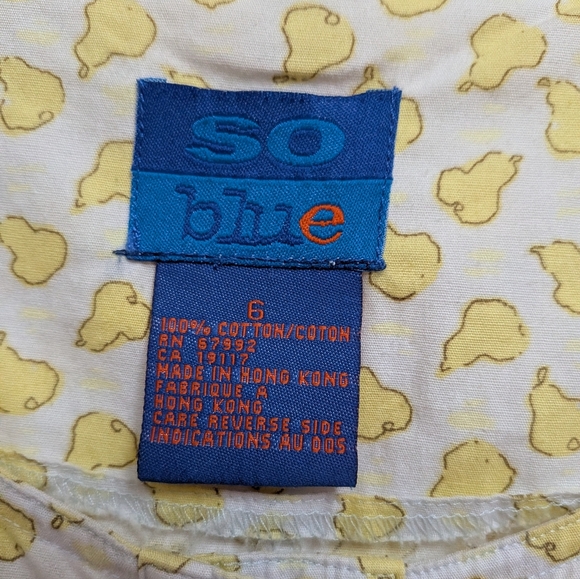 so
blue
6
100% COTTON/COTON
RN 67992
CA 19117
MADE IN HONG KONG
FABRIQUE A
HONG KONG
CARE REVERSE SIDE
INDICATIONS AU DOS